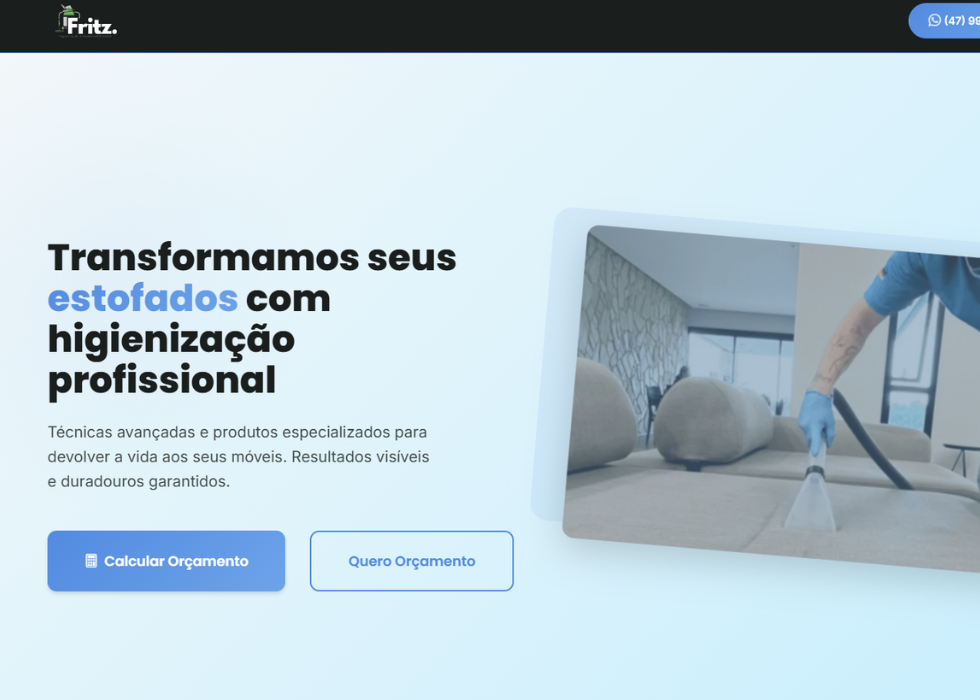 Fritz.
(47) 99
Transformamos seus
estofados com
higienização
profissional
Técnicas avançadas e produtos especializados para
devolver a vida aos seus móveis. Resultados visíveis
e duradouros garantidos.
Calcular Orçamento
Quero Orçamento